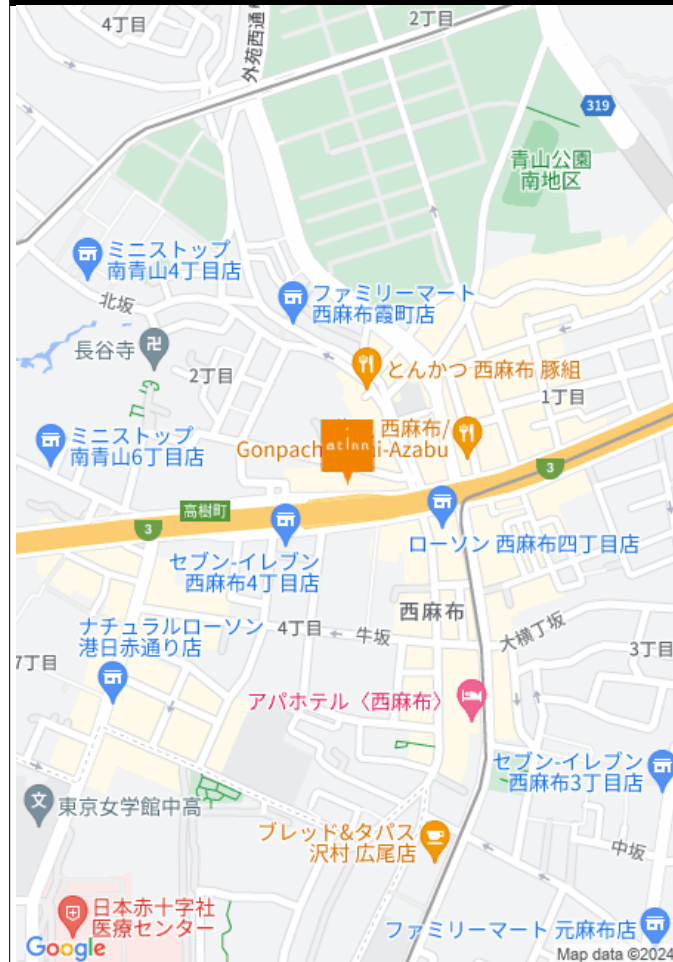 4丁目
2丁目
外苑西通り
319
青山公園
南地区
ミニストップ
南青山4丁目店
ファミリーマート
西麻布霞町店
北坂
長谷寺
2丁目
とんかつ 西麻布 豚組
1丁目
西麻布/
Gonpach
i-Azabu
atinn
ミニストップ
南青山6丁目店
3
高樹町
3
セブン-イレブン
西麻布4丁目店
ローソン 西麻布四丁目店
西麻布
ナチュラルローソン
港日赤通り店
4丁目
牛坂
大横丁坂
3丁目
7丁目
アパホテル〈西麻布〉
セブン-イレブン
西麻布3丁目店
東京女学館中高
ブレッド&タパス
沢村 広尾店
中坂
日本赤十字社
医療センター
ファミリーマート 元麻布店
Google
Map data ©2024